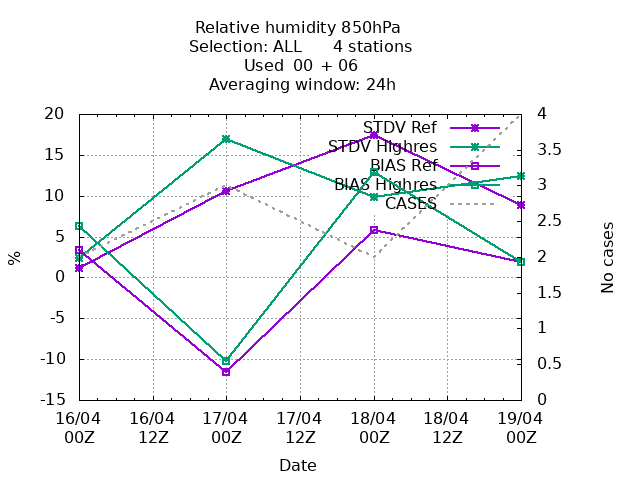 Relative humidity 850hPa
Selection: ALL 4 stations
Used 00 + 06
Averaging window: 24h
20
15
10
5
0
-5
-10
-15
%
4
3.5
3
2.5
2
1.5
1
0.5
0
No cases
STDV Ref
STDV Highres
BIAS Ref
BIAS Highres
CASES
16/04 16/04 17/04 17/04 18/04 18/04 19/04
00Z 12Z 00Z 12Z 00Z 12Z 00Z
Date